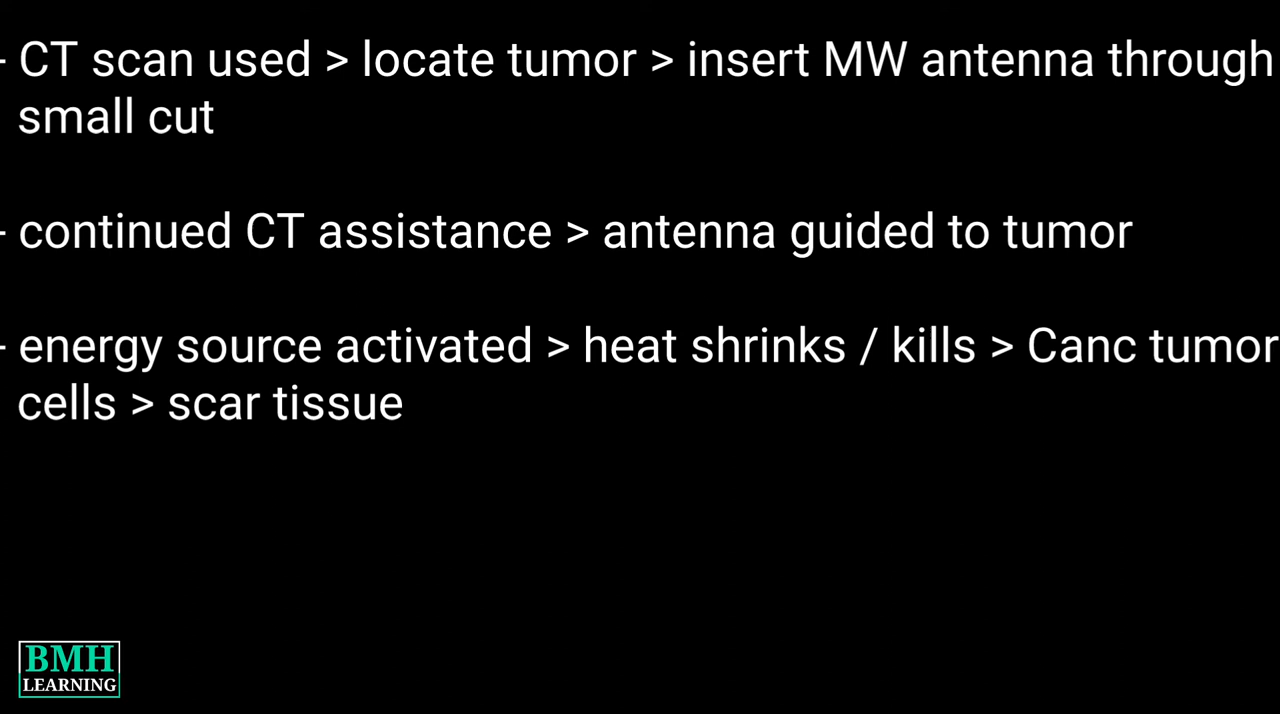 - CT scan used > locate tumor > insert MW antenna through
small cut
- continued CT assistance > antenna guided to tumor
- energy source activated > heat shrinks / kills > Canc tumor
cells > scar tissue
BMH
LEARNING